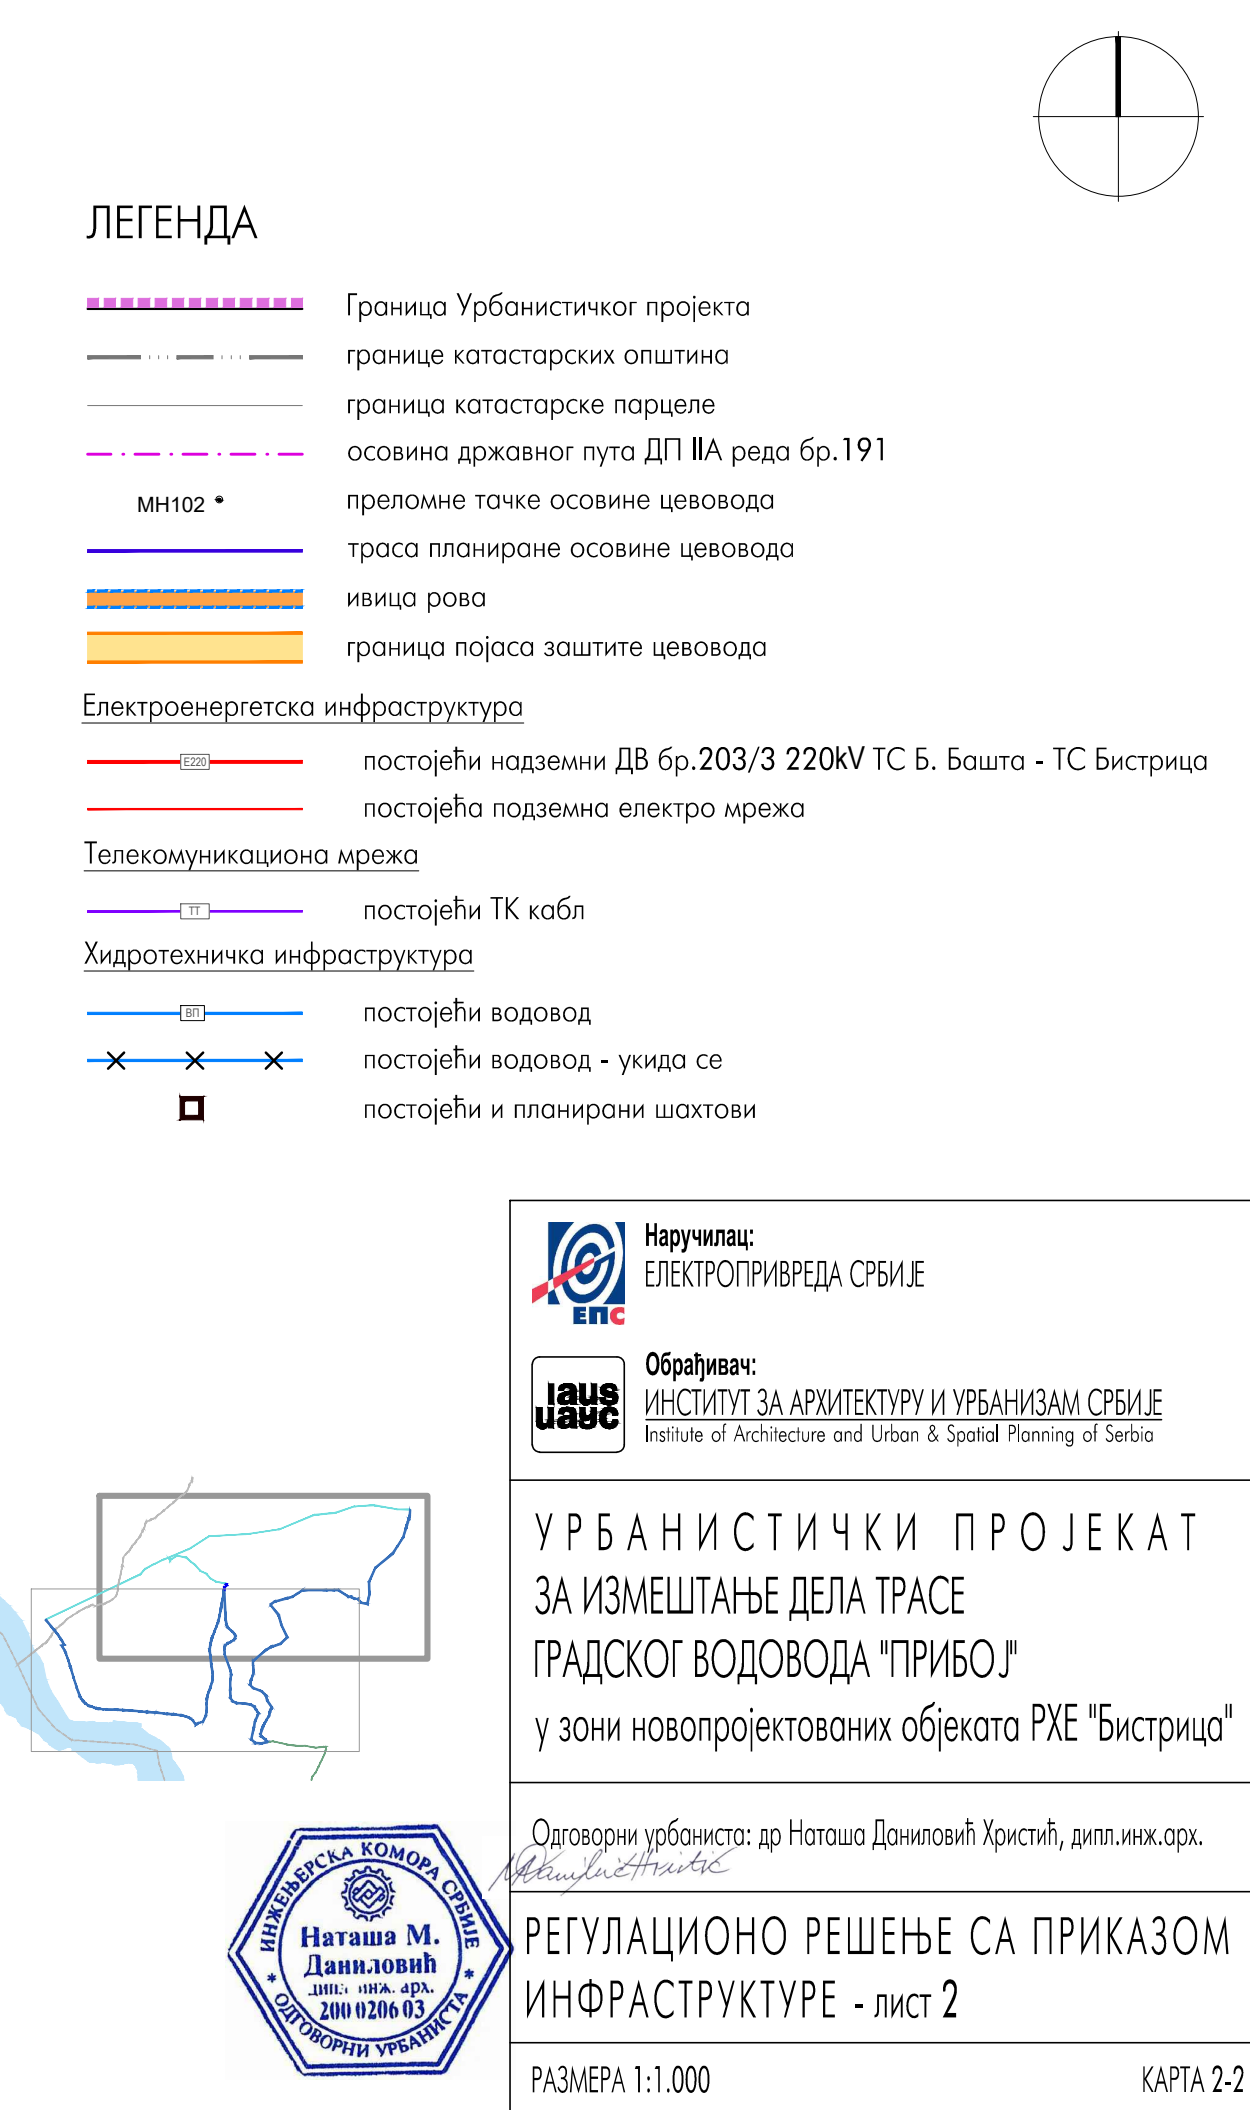 ЛЕГЕНДА
Граница Урбанистичког пројекта
границе катастарских општина
граница катастарске парцеле
осовина државног пута ДП IIА реда бр.191
МН102
преломне тачке осовине цевовода
траса планиране осовине цевовода
ивица рова
граница појаса заштите цевовода
Електроенергетска инфраструктура
E220
постојећи надземни ДВ бр.203/3 220kV ТС Б. Башта - ТС Бистрица
постојећа подземна електро мрежа
Телекомуникациона мрежа
ТТ
постојећи ТК кабл
Хидротехничка инфраструктура
ВП
постојећи водовод
постојећи водовод - укида се
постојећи и планирани шахтови
ЕПС
Наручилац:
ЕЛЕКТРОПРИВРЕДА СРБИЈЕ
iaus
иаус
Обрађивач:
ИНСТИТУТ ЗА АРХИТЕКТУРУ И УРБАНИЗАМ СРБИЈЕ
Institute of Architecture and Urban & Spatial Planning of Serbia
УРБАНИСТИЧКИ ПРОЈЕКАТ
ЗА ИЗМЕШТАЊЕ ДЕЛА ТРАСЕ
ГРАДСКОГ ВОДОВОДА "ПРИБОЈ"
у зони новопројектованих објеката РХЕ "Бистрица"
Одговорни урбаниста: др Наташа Даниловић Христић, дипл.инж.арх.
ИНЖЕЊЕРСКА КОМОРА СРБИЈЕ
Наташа М.
Даниловић
дипл. инж. арх.
200 0206 03
* ОДГОВОРНИ УРБАНИСТА *
РЕГУЛАЦИОНО РЕШЕЊЕ СА ПРИКАЗОМ
ИНФРАСТРУКТУРЕ - лист 2
РАЗМЕРА 1:1.000
КАРТА 2-2